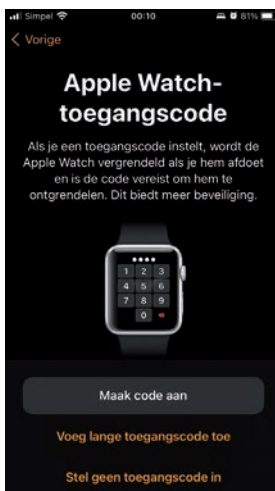 Simpel 00:10 81%
Vorige
Apple Watch-
toegangscode
Als je een toegangscode instelt, wordt de
Apple Watch vergrendeld als je hem afdoet
en is de code vereist om hem te
ontgrendelen. Dit biedt meer beveiliging.
1 2 3
4 5 6
7 8 9
0
Maak code aan
Voeg lange toegangscode toe
Stel geen toegangscode in